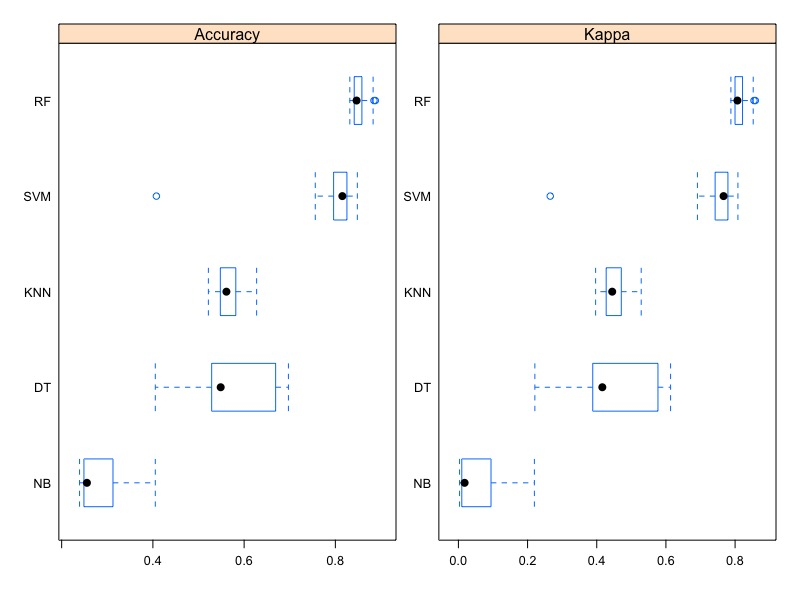 Accuracy
Kappa
RF
SVM
KNN
DT
NB
RF
SVM
KNN
DT
NB
0.4 0.6 0.8
0.0 0.2 0.4 0.6 0.8